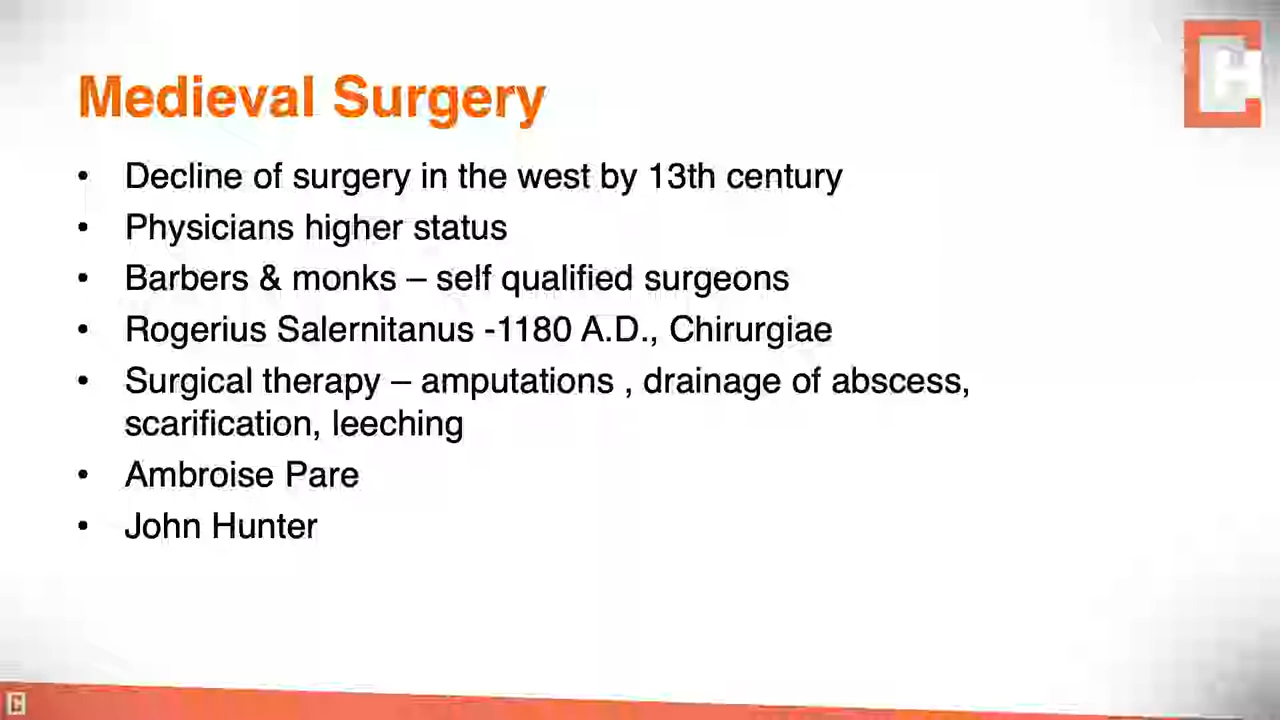 Medieval Surgery
• Decline of surgery in the west by 13th century
• Physicians higher status
• Barbers & monks – self qualified surgeons
• Rogerius Salernitanus -1180 A.D., Chirurgiae
• Surgical therapy – amputations , drainage of abscess,
scarification, leeching
• Ambroise Pare
• John Hunter
CH